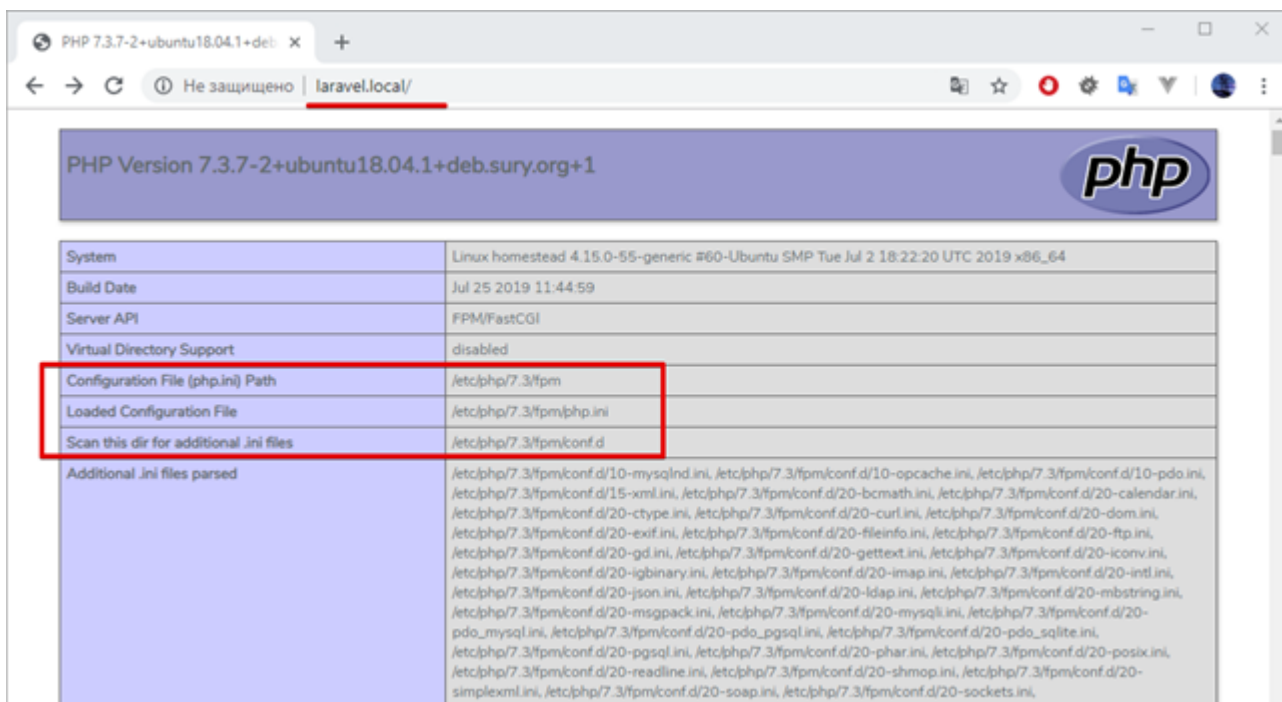 PHP 7.3.7-2+ubuntu18.04.1+deb
Не защищено | laravel.local/
PHP Version 7.3.7-2+ubuntu18.04.1+deb.sury.org+1
php
System Linux homestead 4.15.0-55-generic #60-Ubuntu SMP Tue Jul 2 18:22:20 UTC 2019 x86_64
Build Date Jul 25 2019 11:44:59
Server API FPM/FastCGI
Virtual Directory Support disabled
Configuration File (php.ini) Path /etc/php/7.3/fpm
Loaded Configuration File /etc/php/7.3/fpm/php.ini
Scan this dir for additional .ini files /etc/php/7.3/fpm/conf.d
Additional .ini files parsed /etc/php/7.3/fpm/conf.d/10-mysqlnd.ini, /etc/php/7.3/fpm/conf.d/10-opcache.ini, /etc/php/7.3/fpm/conf.d/10-pdo.ini,
/etc/php/7.3/fpm/conf.d/15-xml.ini, /etc/php/7.3/fpm/conf.d/20-bcmath.ini, /etc/php/7.3/fpm/conf.d/20-calendar.ini,
/etc/php/7.3/fpm/conf.d/20-ctype.ini, /etc/php/7.3/fpm/conf.d/20-curl.ini, /etc/php/7.3/fpm/conf.d/20-dom.ini,
/etc/php/7.3/fpm/conf.d/20-exif.ini, /etc/php/7.3/fpm/conf.d/20-fileinfo.ini, /etc/php/7.3/fpm/conf.d/20-ftp.ini,
/etc/php/7.3/fpm/conf.d/20-gd.ini, /etc/php/7.3/fpm/conf.d/20-gettext.ini, /etc/php/7.3/fpm/conf.d/20-iconv.ini,
/etc/php/7.3/fpm/conf.d/20-igbinary.ini, /etc/php/7.3/fpm/conf.d/20-imap.ini, /etc/php/7.3/fpm/conf.d/20-intl.ini,
/etc/php/7.3/fpm/conf.d/20-json.ini, /etc/php/7.3/fpm/conf.d/20-ldap.ini, /etc/php/7.3/fpm/conf.d/20-mbstring.ini,
/etc/php/7.3/fpm/conf.d/20-msgpack.ini, /etc/php/7.3/fpm/conf.d/20-mysqli.ini, /etc/php/7.3/fpm/conf.d/20-
pdo_mysql.ini, /etc/php/7.3/fpm/conf.d/20-pdo_pgsql.ini, /etc/php/7.3/fpm/conf.d/20-pdo_sqlite.ini,
/etc/php/7.3/fpm/conf.d/20-pgsql.ini, /etc/php/7.3/fpm/conf.d/20-phar.ini, /etc/php/7.3/fpm/conf.d/20-posix.ini,
/etc/php/7.3/fpm/conf.d/20-readline.ini, /etc/php/7.3/fpm/conf.d/20-shmop.ini, /etc/php/7.3/fpm/conf.d/20-
simplexml.ini, /etc/php/7.3/fpm/conf.d/20-soap.ini, /etc/php/7.3/fpm/conf.d/20-sockets.ini,